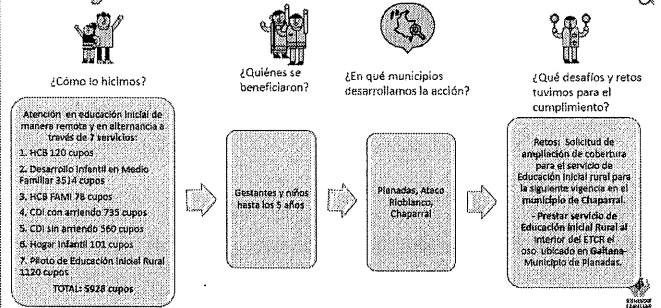 ¿Cómo lo hicimos?
Atención en educación inicial de
manera remota y en alternancia a
través de 7 servicios:
1. HCB 120 cupos
2. Desarrollo Infantil en Medio
Familiar 3514 cupos
3. HCB FAMI 78 cupos
4. CDI con arriendo 735 cupos
5. CDI sin arriendo 560 cupos
6. Hogar Infantil 101 cupos
7. Piloto de Educación Inicial Rural
1120 cupos
TOTAL: 5928 cupos
¿Quiénes se
beneficiaron?
Gestantes y niños
hasta los 5 años
¿En qué municipios
desarrollamos la acción?
Planadas, Ataco
Rioblanco,
Chaparral
¿Qué desafíos y retos
tuvimos para el
cumplimiento?
Retos: Solicitud de
ampliación de cobertura
para el servicio de
Educación inicial rural para
la siguiente vigencia en el
municipio de Chaparral.
- Prestar servicio de
Educación Inicial Rural al
interior del ETCR el
oso ubicado en Gaitana-
Municipio de Planadas.
BIENESTAR
FAMILIAR